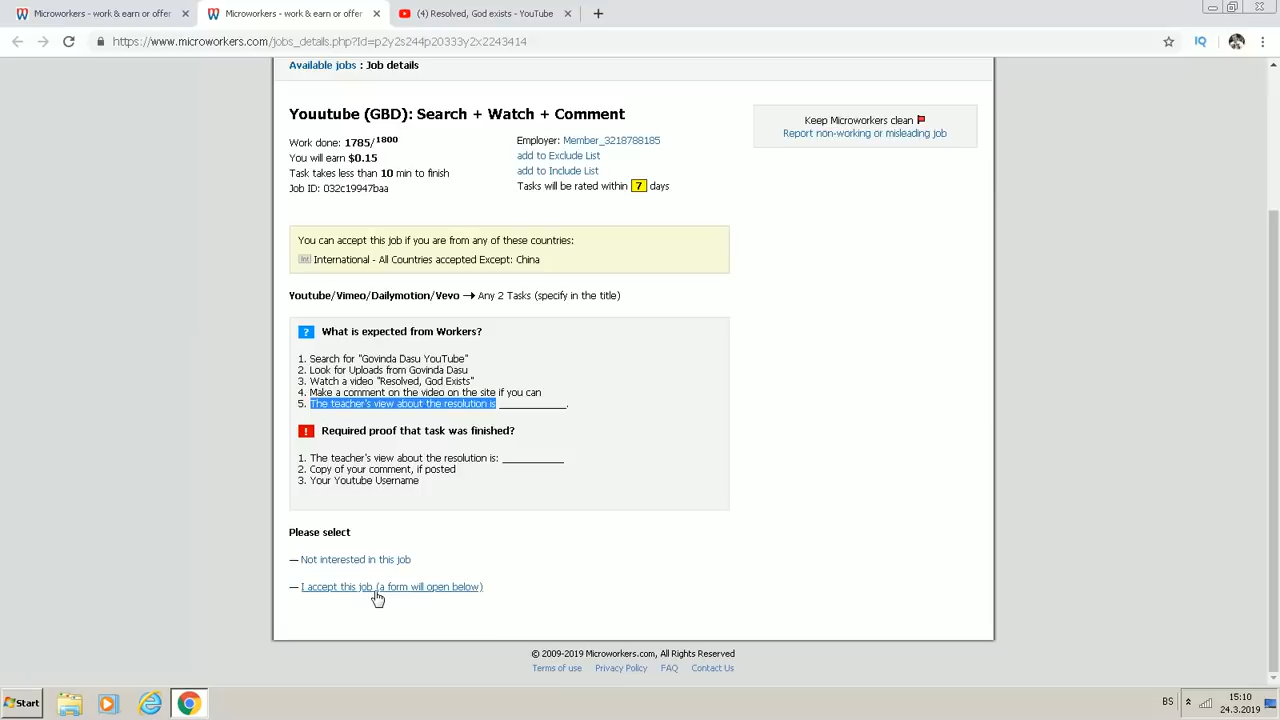 Microworkers - work & earn or offer
Microworkers - work & earn or offer
(4) Resolved, God exists - YouTube
https://www.microworkers.com/jobs_details.php?Id=p2y2s244p20333y2x2243414
IQ
Available jobs : Job details
Youutube (GBD): Search + Watch + Comment
Work done: 1785/1800
You will earn $0.15
Task takes less than 10 min to finish
Job ID: 032c19947baa
Employer: Member_3218788185
add to Exclude List
add to Include List
Tasks will be rated within 7 days
Keep Microworkers clean
Report non-working or misleading job
You can accept this job if you are from any of these countries:
Int International - All Countries accepted Except: China
Youtube/Vimeo/Dailymotion/Vevo → Any 2 Tasks (specify in the title)
? What is expected from Workers?
1. Search for "Govinda Dasu YouTube"
2. Look for Uploads from Govinda Dasu
3. Watch a video "Resolved, God Exists"
4. Make a comment on the video on the site if you can
5. The teacher's view about the resolution is ___________.
! Required proof that task was finished?
1. The teacher's view about the resolution is: __________
2. Copy of your comment, if posted
3. Your Youtube Username
Please select
— Not interested in this job
— I accept this job (a form will open below)
© 2009-2019 Microworkers.com, All Rights Reserved
Terms of use Privacy Policy FAQ Contact Us
Start
BS
15:10
24.3.2019